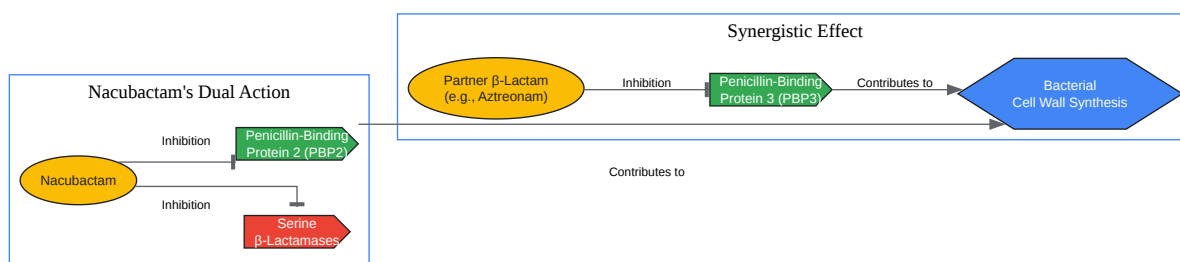 Synergistic Effect
Partner β-Lactam
(e.g., Aztreonam)
Inhibition
Penicillin-Binding
Protein 3 (PBP3)
Contributes to
Bacterial
Cell Wall Synthesis
Nacubactam's Dual Action
Inhibition
Penicillin-Binding
Protein 2 (PBP2)
Nacubactam
Inhibition
Serine
β-Lactamases
Contributes to